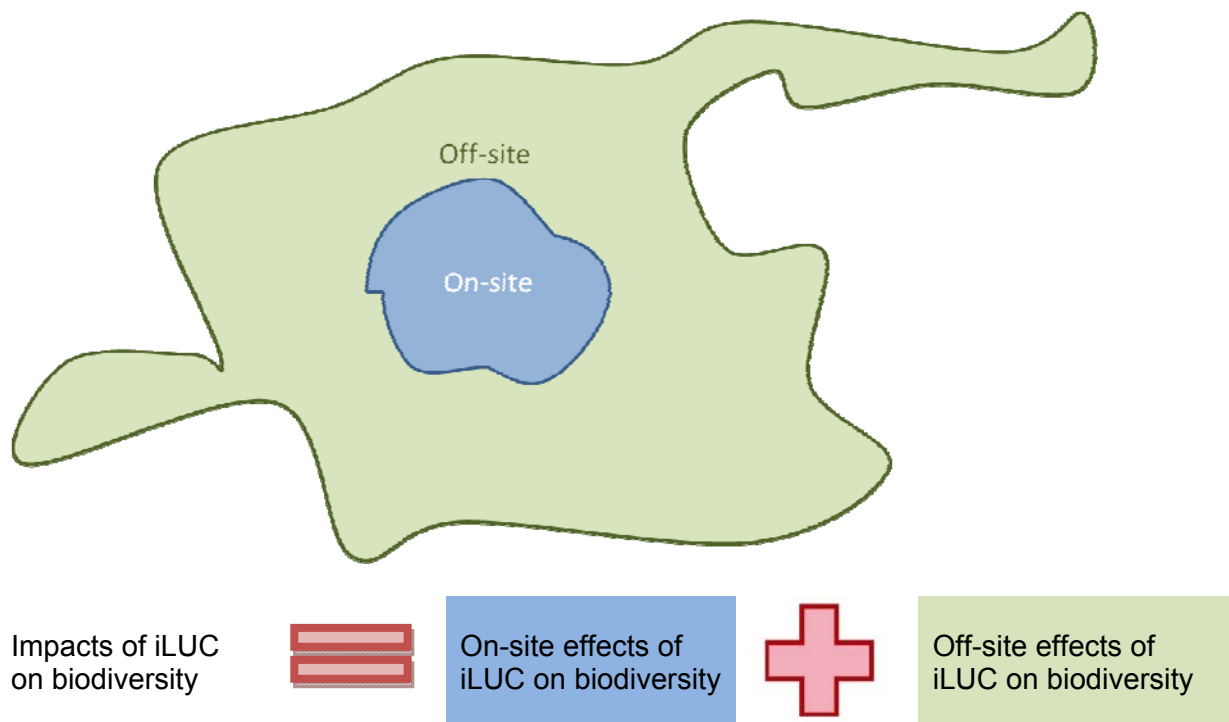 Off-site
On-site
Impacts of iLUC
on biodiversity
On-site effects of
iLUC on biodiversity
Off-site effects of
iLUC on biodiversity